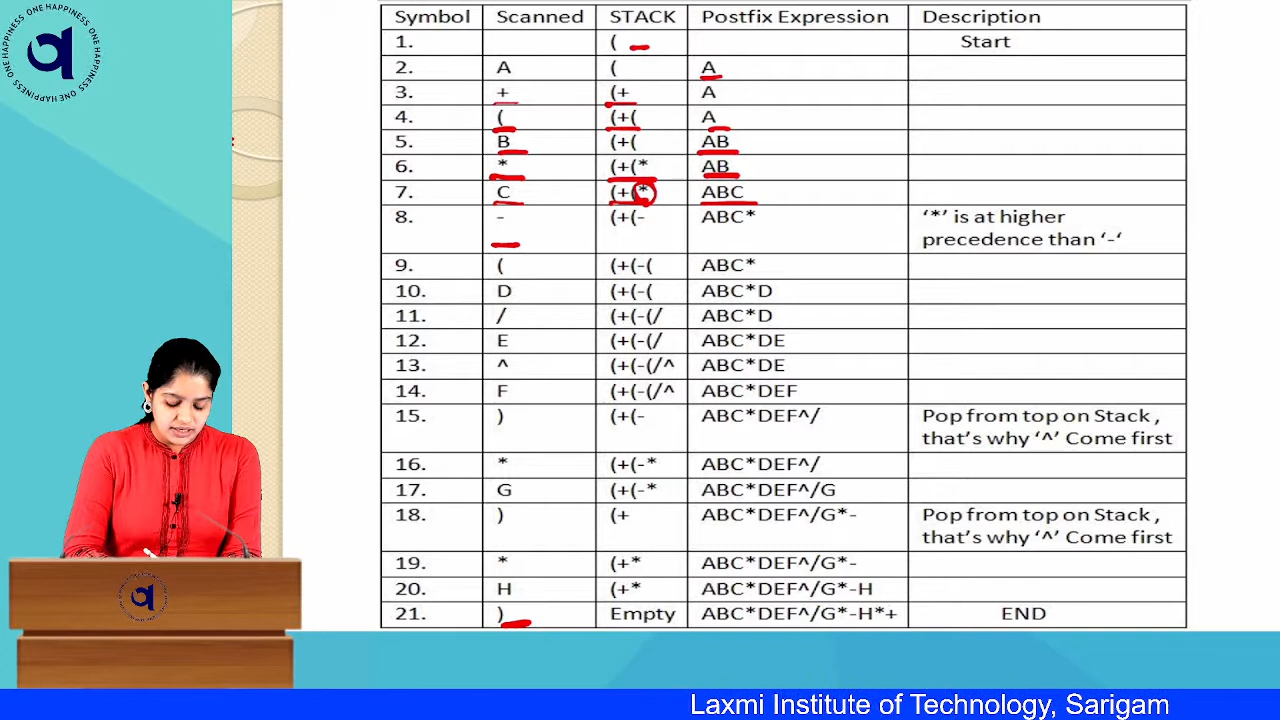 ONE HAPPINESS ONE HAPPINESS ONE HAPPINESS
Symbol Scanned STACK Postfix Expression Description
1. ( Start
2. A ( A
3. + (+ A
4. ( (+( A
5. B (+( AB
6. * (+(* AB
7. C (+(* ABC
8. - (+(- ABC* ‘*’ is at higher
precedence than ‘-‘
9. ( (+(-( ABC*
10. D (+(-( ABC*D
11. / (+(-(/ ABC*D
12. E (+(-(/ ABC*DE
13. ^ (+(-(/^ ABC*DE
14. F (+(-(/^ ABC*DEF
15. ) (+(- ABC*DEF^/ Pop from top on Stack ,
that’s why ‘^’ Come first
16. * (+(-* ABC*DEF^/
17. G (+(-* ABC*DEF^/G
18. ) (+ ABC*DEF^/G*- Pop from top on Stack ,
that’s why ‘^’ Come first
19. * (+* ABC*DEF^/G*-
20. H (+* ABC*DEF^/G*-H
21. ) Empty ABC*DEF^/G*-H*+ END
Laxmi Institute of Technology, Sarigam